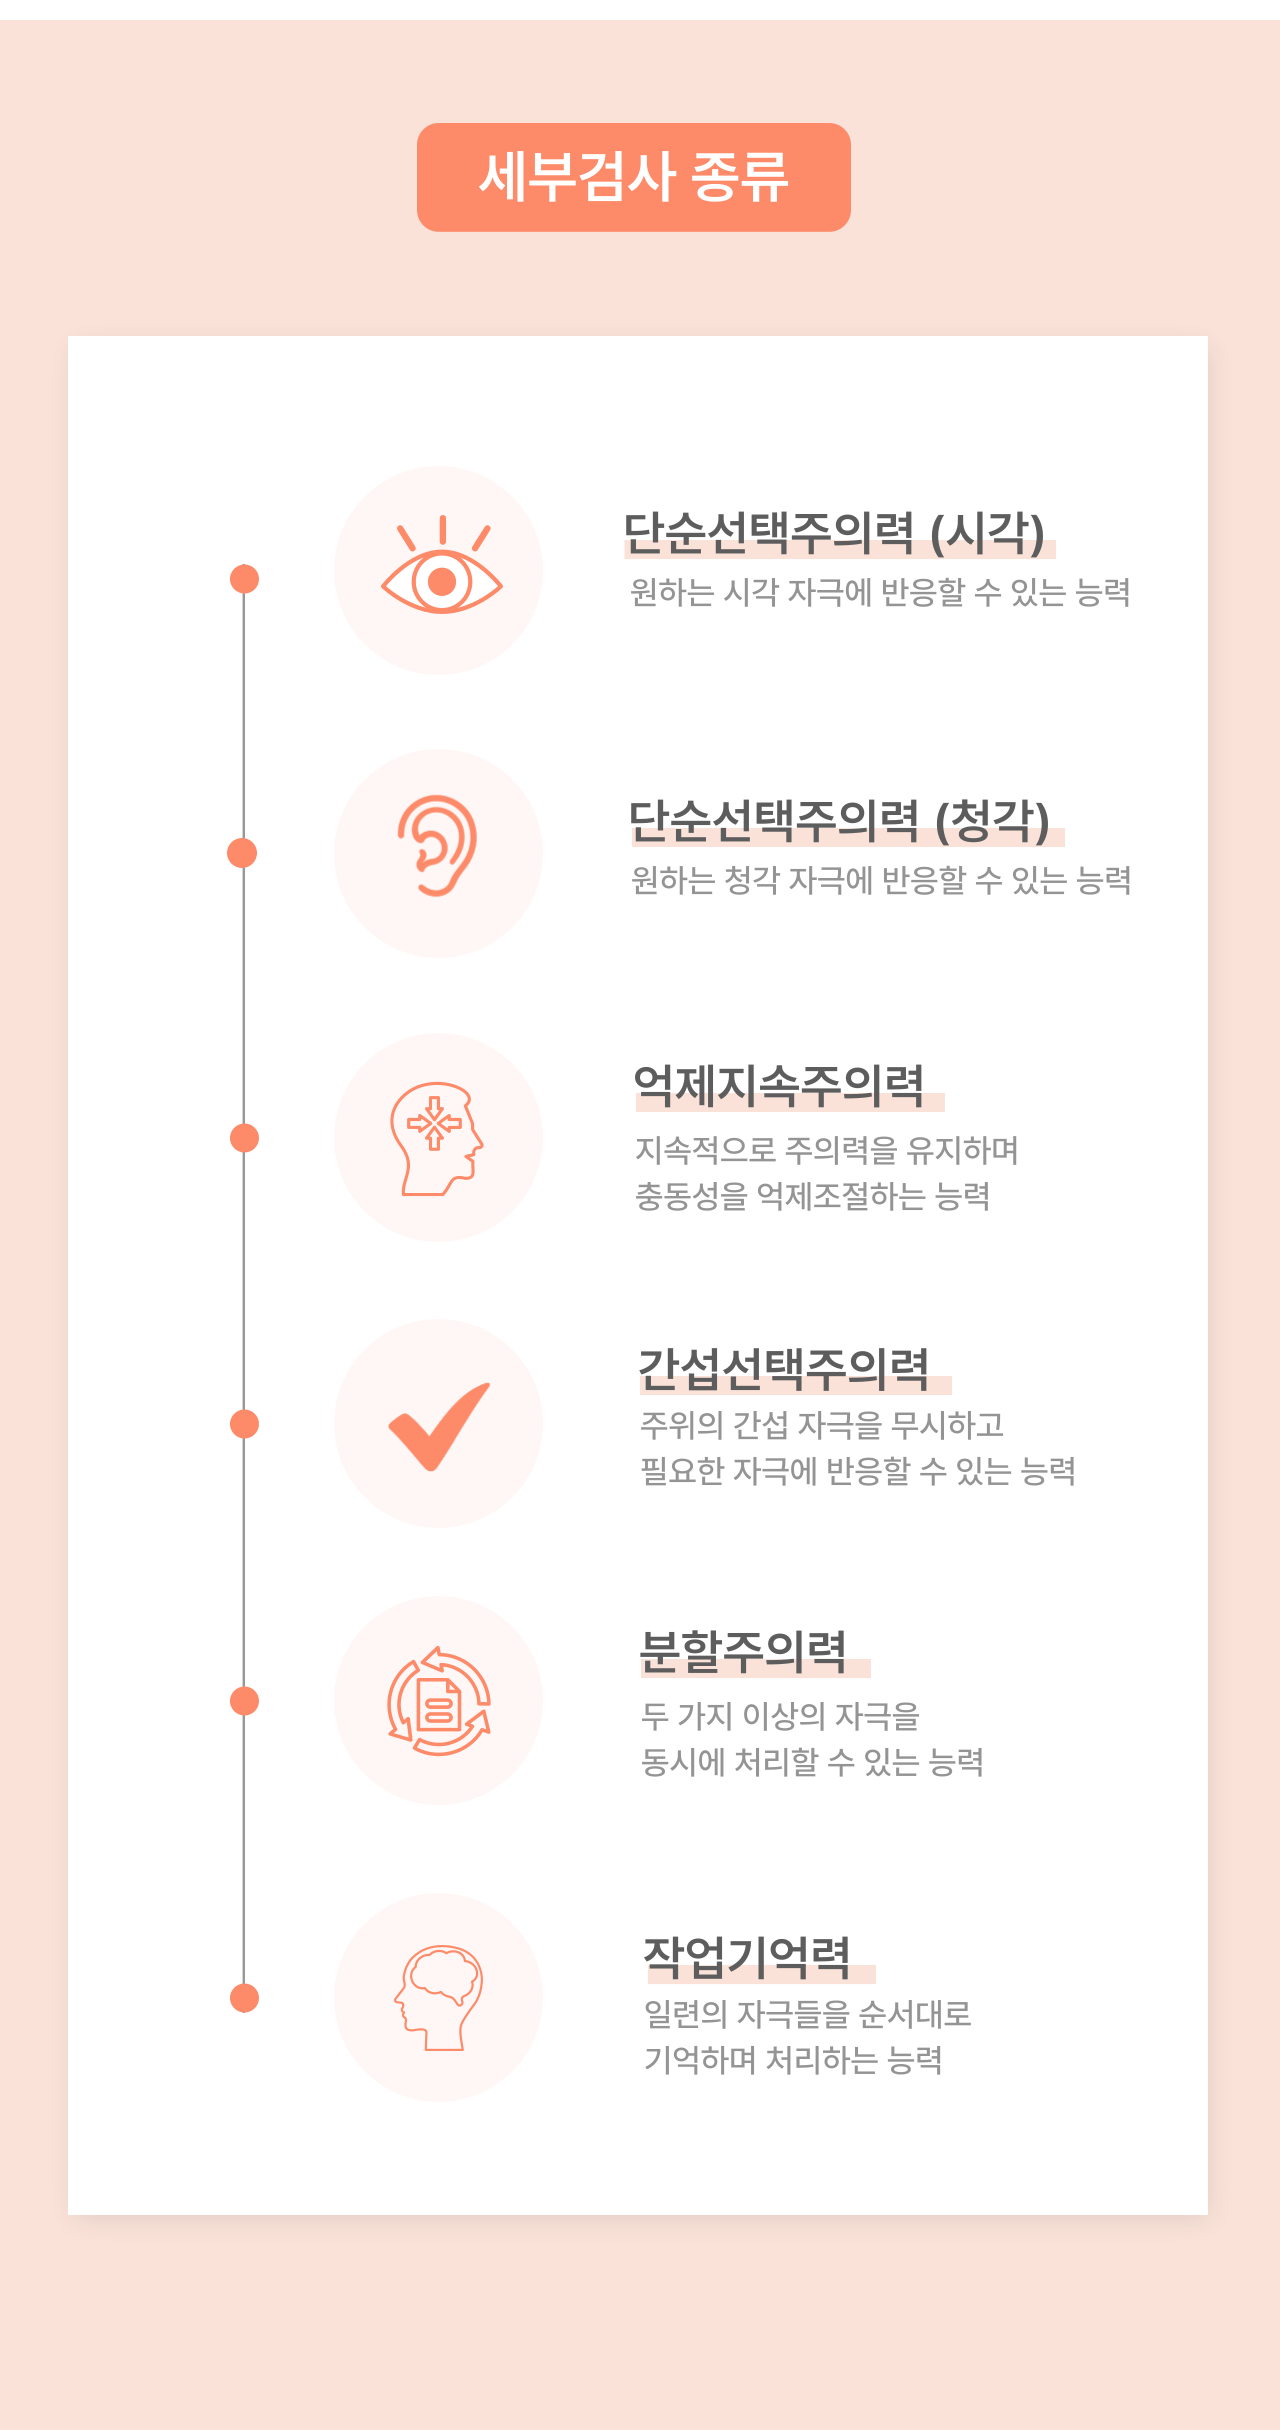 세부검사 종류
단순선택주의력 (시각)
원하는 시각 자극에 반응할 수 있는 능력
단순선택주의력 (청각)
원하는 청각 자극에 반응할 수 있는 능력
억제지속주의력
지속적으로 주의력을 유지하며
충동성을 억제조절하는 능력
간섭선택주의력
주위의 간섭 자극을 무시하고
필요한 자극에 반응할 수 있는 능력
분할주의력
두 가지 이상의 자극을
동시에 처리할 수 있는 능력
작업기억력
일련의 자극들을 순서대로
기억하며 처리하는 능력